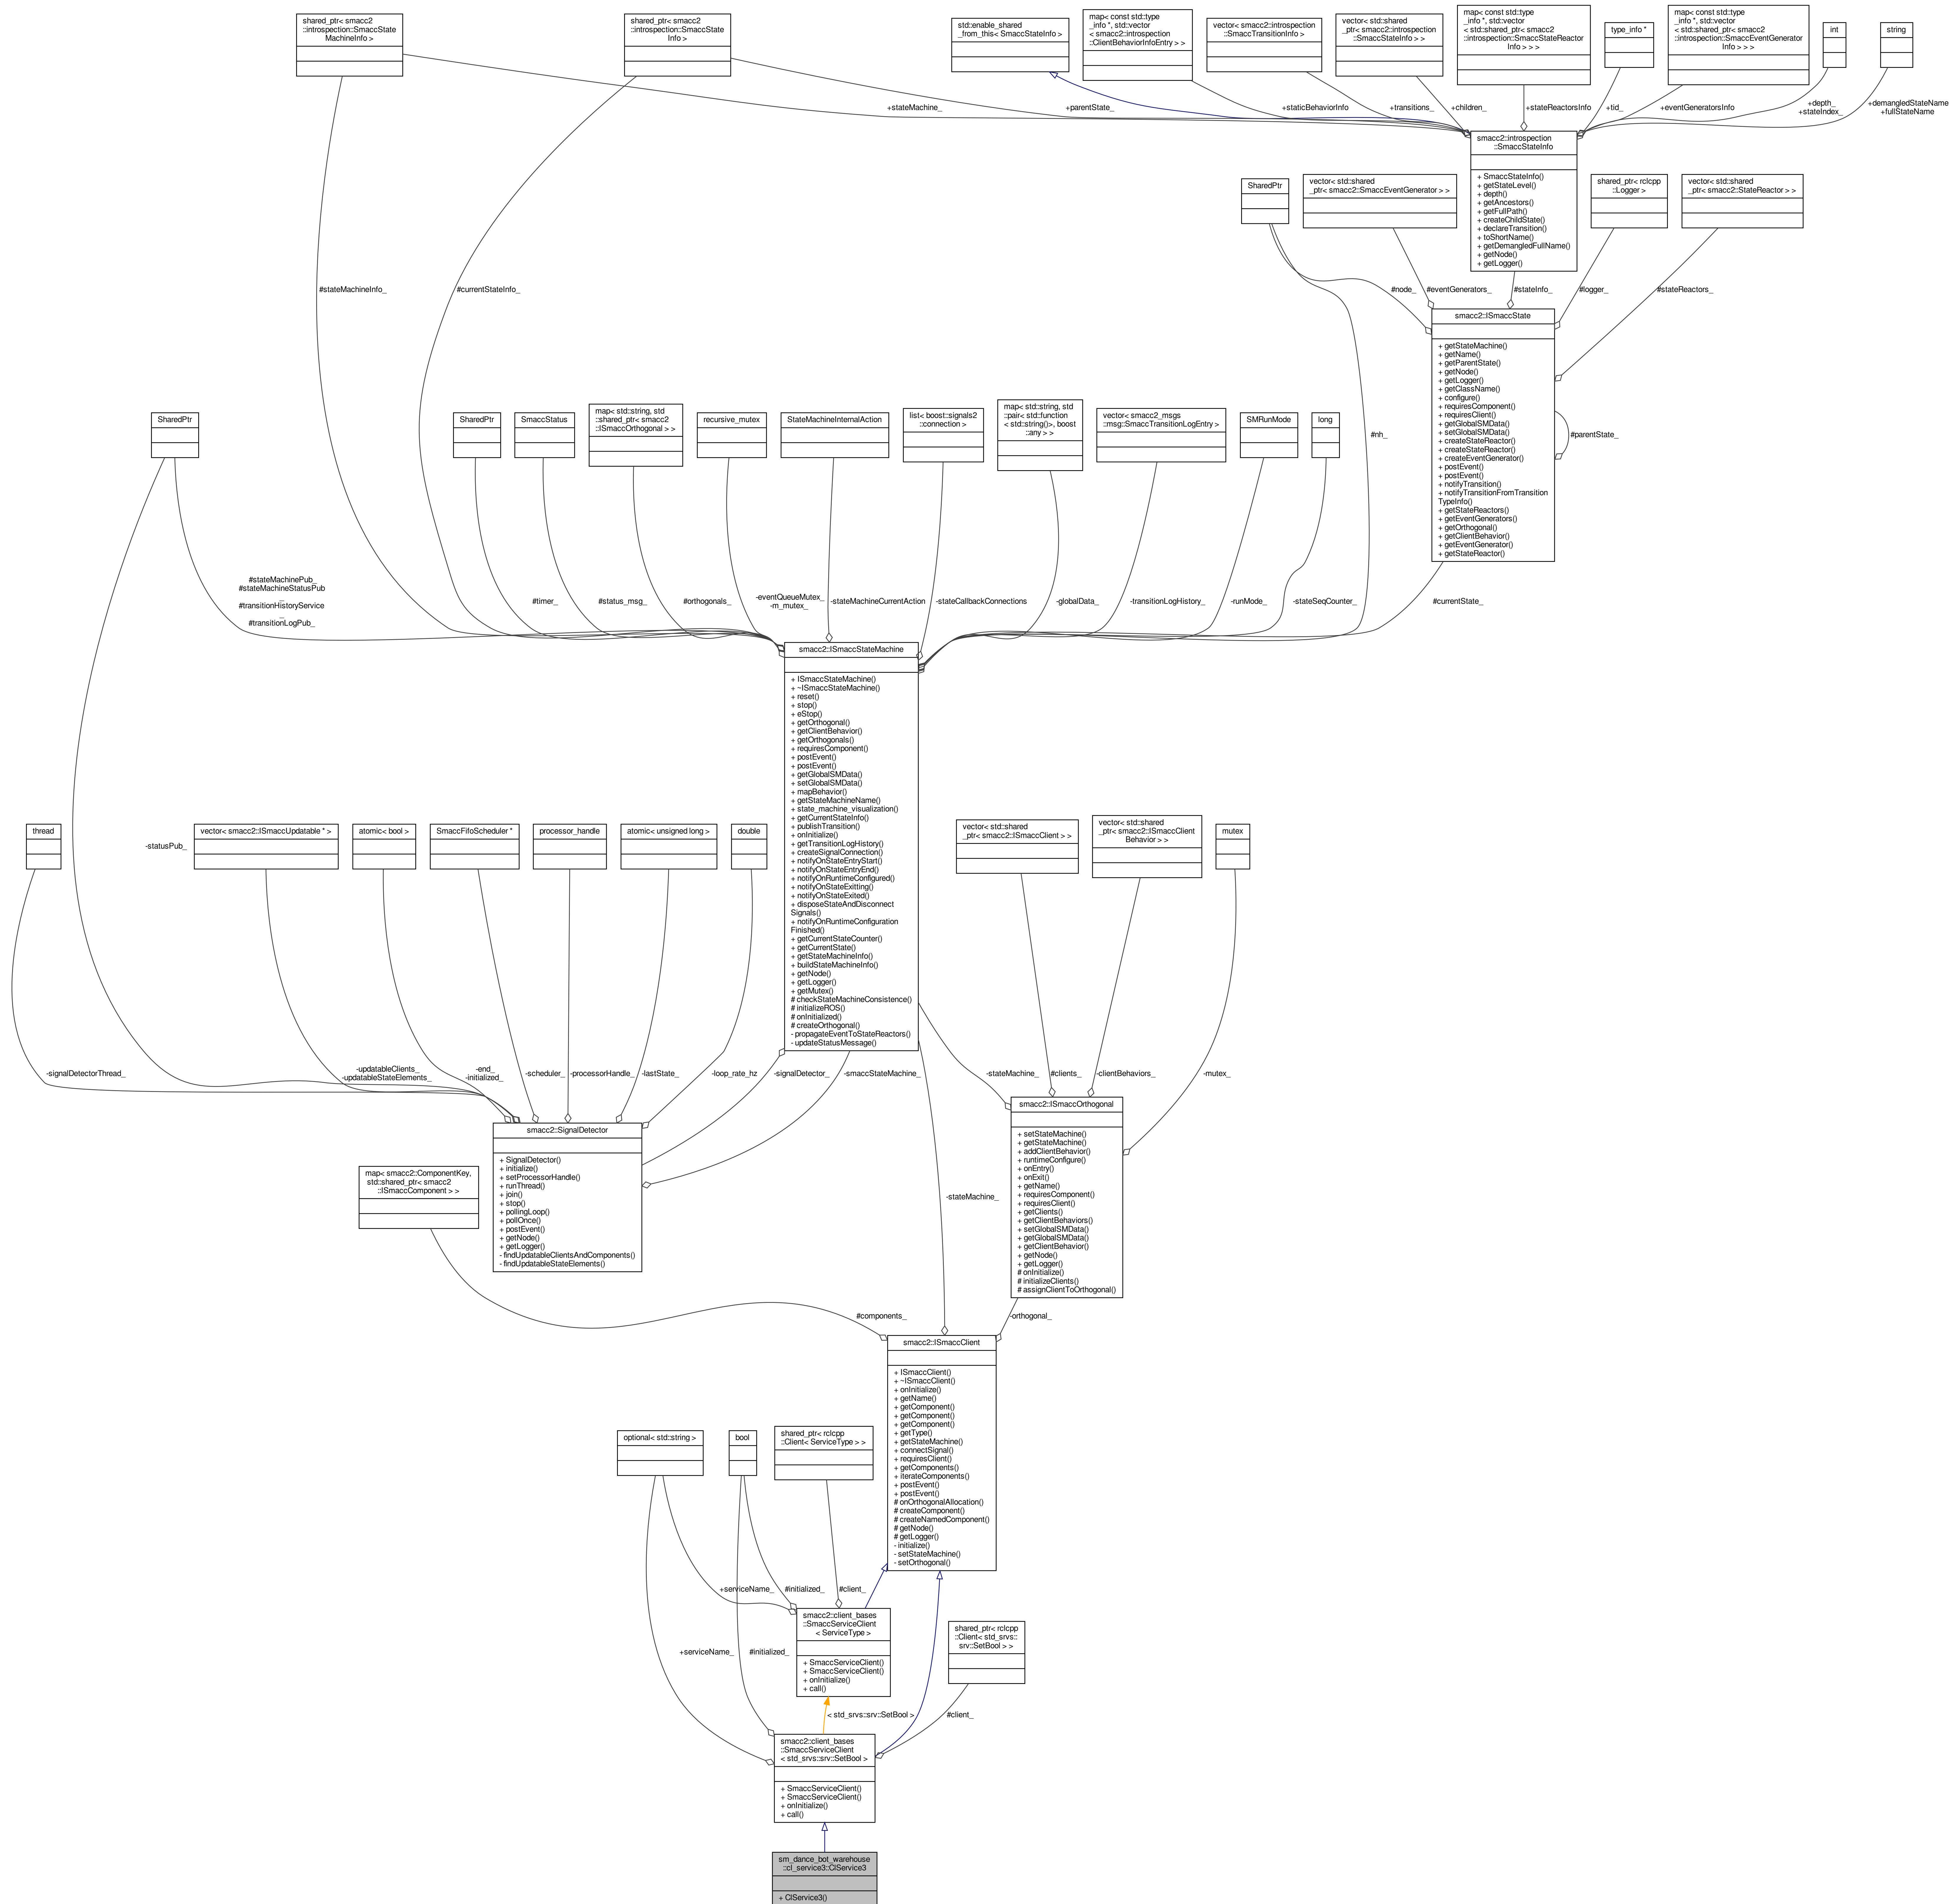 shared_ptr< smacc2
::introspection::SmaccState
MachineInfo >
shared_ptr< smacc2
::introspection::SmaccState
Info >
std::enable_shared
_from_this< SmaccStateInfo >
map< const std::type
_info *, std::vector
< smacc2::introspection
::ClientBehaviorInfoEntry > >
vector< smacc2::introspection
::SmaccTransitionInfo >
vector< std::shared
_ptr< smacc2::introspection
::SmaccStateInfo > >
map< const std::type
_info *, std::vector
< std::shared_ptr< smacc2
::introspection::SmaccStateReactor
Info > > >
type_info *
map< const std::type
_info *, std::vector
< std::shared_ptr< smacc2
::introspection::SmaccEventGenerator
Info > > >
int
string
+stateMachine_
+parentState_
+staticBehaviorInfo
+transitions_
+children_
+stateReactorsInfo
+tid_
+eventGeneratorsInfo
+depth_
+stateIndex_
+demangledStateName
+fullStateName
smacc2::introspection
::SmaccStateInfo
+ SmaccStateInfo()
+ getStateLevel()
+ depth()
+ getAncestors()
+ getFullPath()
+ createChildState()
+ declareTransition()
+ toShortName()
+ getDemangledFullName()
+ getNode()
+ getLogger()
SharedPtr
vector< std::shared
_ptr< smacc2::SmaccEventGenerator > >
shared_ptr< rclcpp
::Logger >
vector< std::shared
_ptr< smacc2::StateReactor > >
#stateMachineInfo_
#currentStateInfo_
#node_
#eventGenerators_
#stateInfo_
#logger_
#stateReactors_
smacc2::ISmaccState
+ getStateMachine()
+ getName()
+ getParentState()
+ getNode()
+ getLogger()
+ getClassName()
+ configure()
+ requiresComponent()
+ requiresClient()
+ getGlobalSMData()
+ setGlobalSMData()
+ createStateReactor()
+ createStateReactor()
+ createEventGenerator()
+ postEvent()
+ postEvent()
+ notifyTransition()
+ notifyTransitionFromTransition
TypeInfo()
+ getStateReactors()
+ getEventGenerators()
+ getOrthogonal()
+ getClientBehavior()
+ getEventGenerator()
+ getStateReactor()
#parentState_
#nh_
SharedPtr
SharedPtr
SmaccStatus
map< std::string, std
::shared_ptr< smacc2
::ISmaccOrthogonal > >
recursive_mutex
StateMachineInternalAction
list< boost::signals2
::connection >
map< std::string, std
::pair< std::function
< std::string()>, boost
::any > >
vector< smacc2_msgs
::msg::SmaccTransitionLogEntry >
SMRunMode
long
#stateMachinePub_
#stateMachineStatusPub
_
#transitionHistoryService
_
#transitionLogPub_
#timer_
#status_msg_
#orthogonals_
-eventQueueMutex_
-m_mutex_
-stateMachineCurrentAction
-stateCallbackConnections
-globalData_
-transitionLogHistory_
-runMode_
-stateSeqCounter_
#currentState_
smacc2::ISmaccStateMachine
+ ISmaccStateMachine()
+ ~ISmaccStateMachine()
+ reset()
+ stop()
+ eStop()
+ getOrthogonal()
+ getClientBehavior()
+ getOrthogonals()
+ requiresComponent()
+ postEvent()
+ postEvent()
+ getGlobalSMData()
+ setGlobalSMData()
+ mapBehavior()
+ getStateMachineName()
+ state_machine_visualization()
+ getCurrentStateInfo()
+ publishTransition()
+ onInitialize()
+ getTransitionLogHistory()
+ createSignalConnection()
+ notifyOnStateEntryStart()
+ notifyOnStateEntryEnd()
+ notifyOnRuntimeConfigured()
+ notifyOnStateExitting()
+ notifyOnStateExited()
+ disposeStateAndDisconnect
Signals()
+ notifyOnRuntimeConfiguration
Finished()
+ getCurrentStateCounter()
+ getCurrentState()
+ getStateMachineInfo()
+ buildStateMachineInfo()
+ getNode()
+ getLogger()
+ getMutex()
# checkStateMachineConsistence()
# initializeROS()
# onInitialized()
# createOrthogonal()
- propagateEventToStateReactors()
- updateStatusMessage()
thread
-statusPub_
vector< smacc2::ISmaccUpdatable * >
atomic< bool >
SmaccFifoScheduler *
processor_handle
atomic< unsigned long >
double
vector< std::shared
_ptr< smacc2::ISmaccClient > >
vector< std::shared
_ptr< smacc2::ISmaccClient
Behavior > >
mutex
-signalDetectorThread_
-updatableClients_
-updatableStateElements_
-end_
-initialized_
-scheduler_
-processorHandle_
-lastState_
-loop_rate_hz
-signalDetector_
-smaccStateMachine_
-stateMachine_
#clients_
-clientBehaviors_
-mutex_
smacc2::SignalDetector
+ SignalDetector()
+ initialize()
+ setProcessorHandle()
+ runThread()
+ join()
+ stop()
+ pollingLoop()
+ pollOnce()
+ postEvent()
+ getNode()
+ getLogger()
- findUpdatableClientsAndComponents()
- findUpdatableStateElements()
smacc2::ISmaccOrthogonal
+ setStateMachine()
+ getStateMachine()
+ addClientBehavior()
+ runtimeConfigure()
+ onEntry()
+ onExit()
+ getName()
+ requiresComponent()
+ requiresClient()
+ getClients()
+ getClientBehaviors()
+ setGlobalSMData()
+ getGlobalSMData()
+ getClientBehavior()
+ getNode()
+ getLogger()
# onInitialize()
# initializeClients()
# assignClientToOrthogonal()
map< smacc2::ComponentKey,
std::shared_ptr< smacc2
::ISmaccComponent > >
-stateMachine_
#components_
-orthogonal_
smacc2::ISmaccClient
+ ISmaccClient()
+ ~ISmaccClient()
+ onInitialize()
+ getName()
+ getComponent()
+ getComponent()
+ getComponent()
+ getType()
+ getStateMachine()
+ connectSignal()
+ requiresClient()
+ getComponents()
+ iterateComponents()
+ postEvent()
+ postEvent()
# onOrthogonalAllocation()
# createComponent()
# createNamedComponent()
# getNode()
# getLogger()
- initialize()
- setStateMachine()
- setOrthogonal()
optional< std::string >
bool
shared_ptr< rclcpp
::Client< ServiceType > >
+serviceName_
#initialized_
#client_
smacc2::client_bases
::SmaccServiceClient
< ServiceType >
+ SmaccServiceClient()
+ SmaccServiceClient()
+ onInitialize()
+ call()
shared_ptr< rclcpp
::Client< std_srvs::
srv::SetBool > >
+serviceName_
#initialized_
< std_srvs::srv::SetBool >
#client_
smacc2::client_bases
::SmaccServiceClient
< std_srvs::srv::SetBool >
+ SmaccServiceClient()
+ SmaccServiceClient()
+ onInitialize()
+ call()
sm_dance_bot_warehouse
::cl_service3::ClService3
+ ClService3()